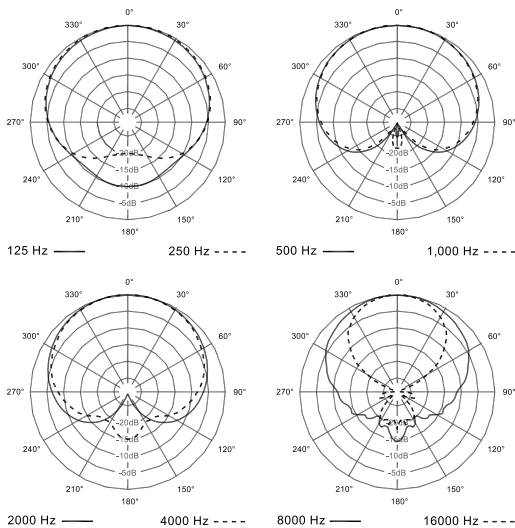 0° 0°
330° 30° 330° 30°
300° 60° 300° 60°
270° 90° 270° 90°
-20dB -20dB
-15dB -15dB
240° -10dB 120° 240° -10dB 120°
-5dB -5dB
210° 150° 210° 150°
180° 180°
125 Hz 250 Hz 500 Hz 1,000 Hz
0° 0°
330° 30° 330° 30°
300° 60° 300° 60°
270° 90° 270° 90°
-20dB -20dB
-15dB -15dB
240° -10dB 120° 240° -10dB 120°
-5dB -5dB
210° 150° 210° 150°
180° 180°
2000 Hz 4000 Hz 8000 Hz 16000 Hz